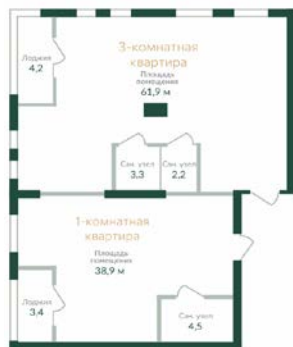 3-комнатная
квартира
Площадь
помещения
61,9 м
Лоджия
4,2
Сан. узел
3,3
Сан. узел
2,2
1-комнатная
квартира
Площадь
помещения
38,9 м
Лоджия
3,4
Сан. узел
4,5